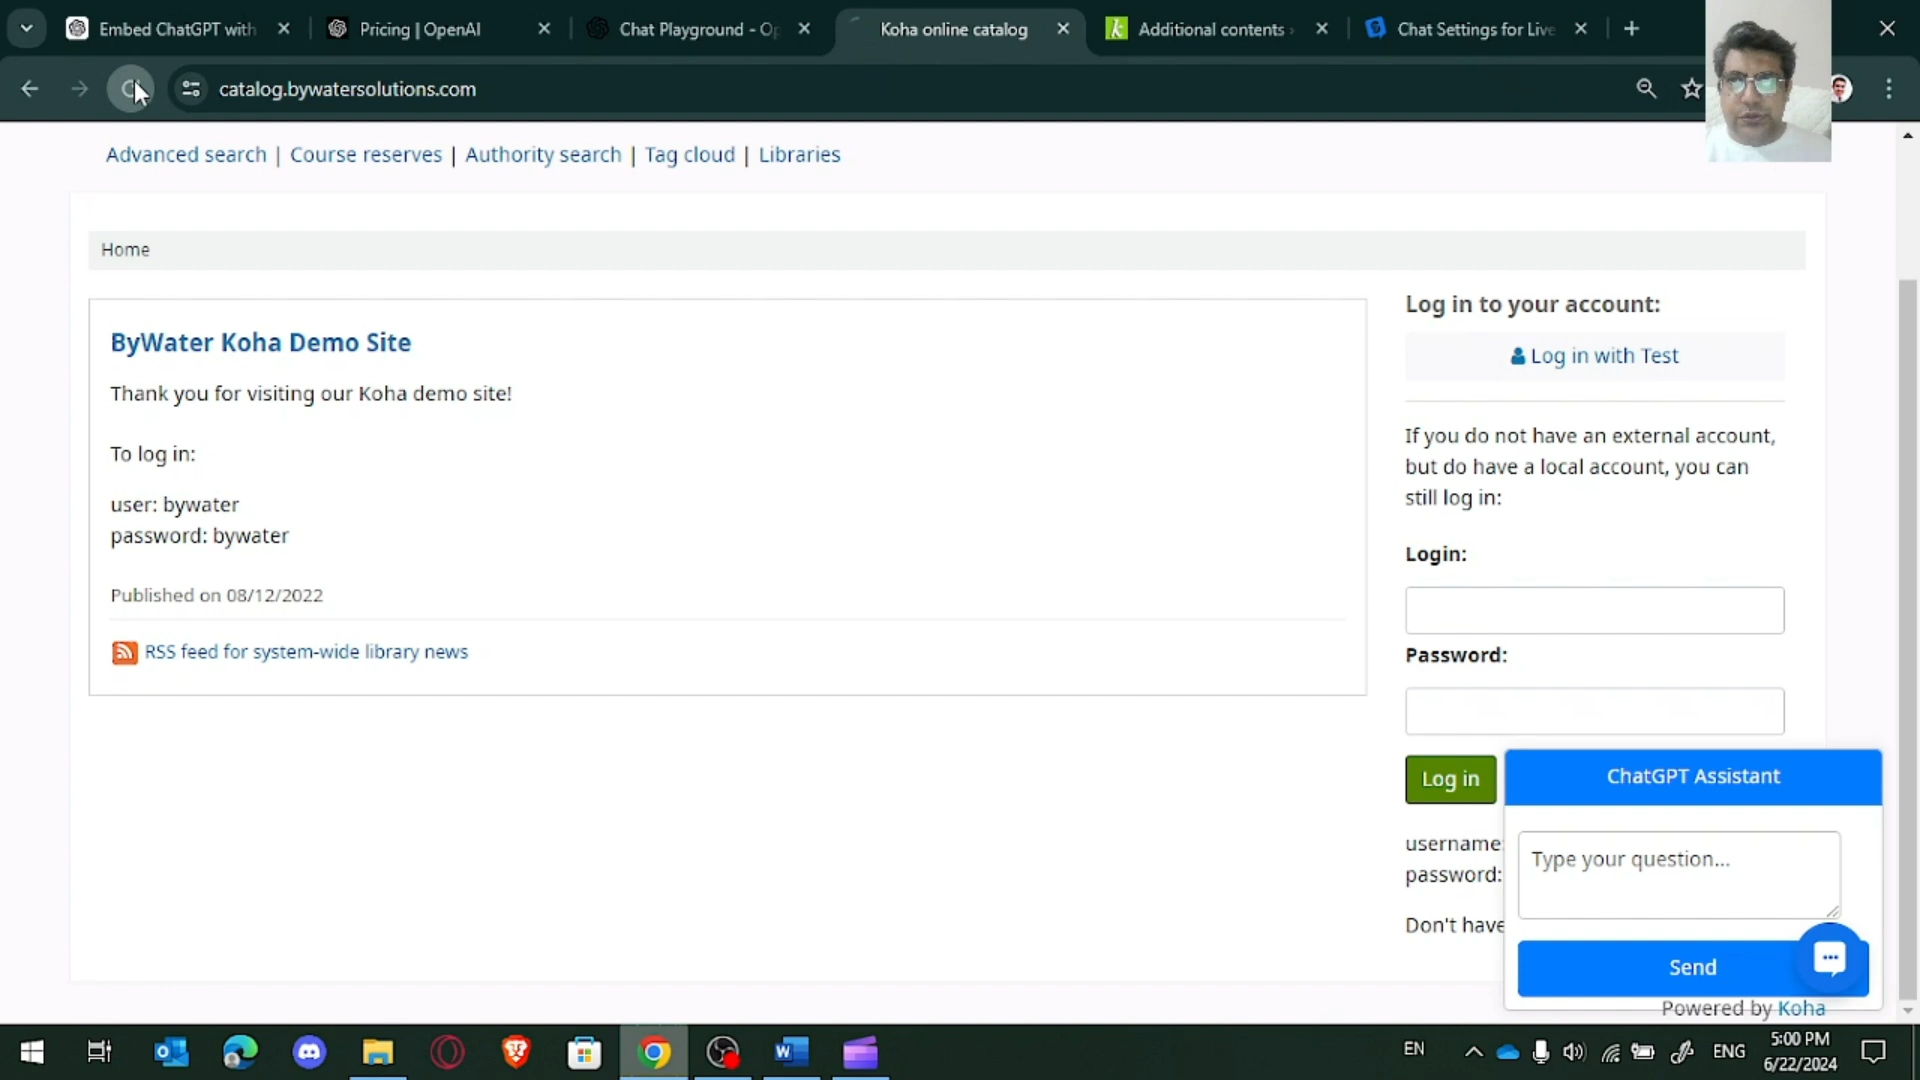 Embed ChatGPT with
Pricing | OpenAI
Chat Playground - Op
Koha online catalog
Additional contents ›
Chat Settings for Live
catalog.bywatersolutions.com
Advanced search | Course reserves | Authority search | Tag cloud | Libraries
Home
ByWater Koha Demo Site
Thank you for visiting our Koha demo site!
To log in:
user: bywater
password: bywater
Published on 08/12/2022
RSS feed for system-wide library news
Log in to your account:
Log in with Test
If you do not have an external account,
but do have a local account, you can
still log in:
Login:
Password:
Log in
username:
password:
Don't have
ChatGPT Assistant
Type your question...
Send
Powered by Koha
EN
ENG
5:00 PM
6/22/2024